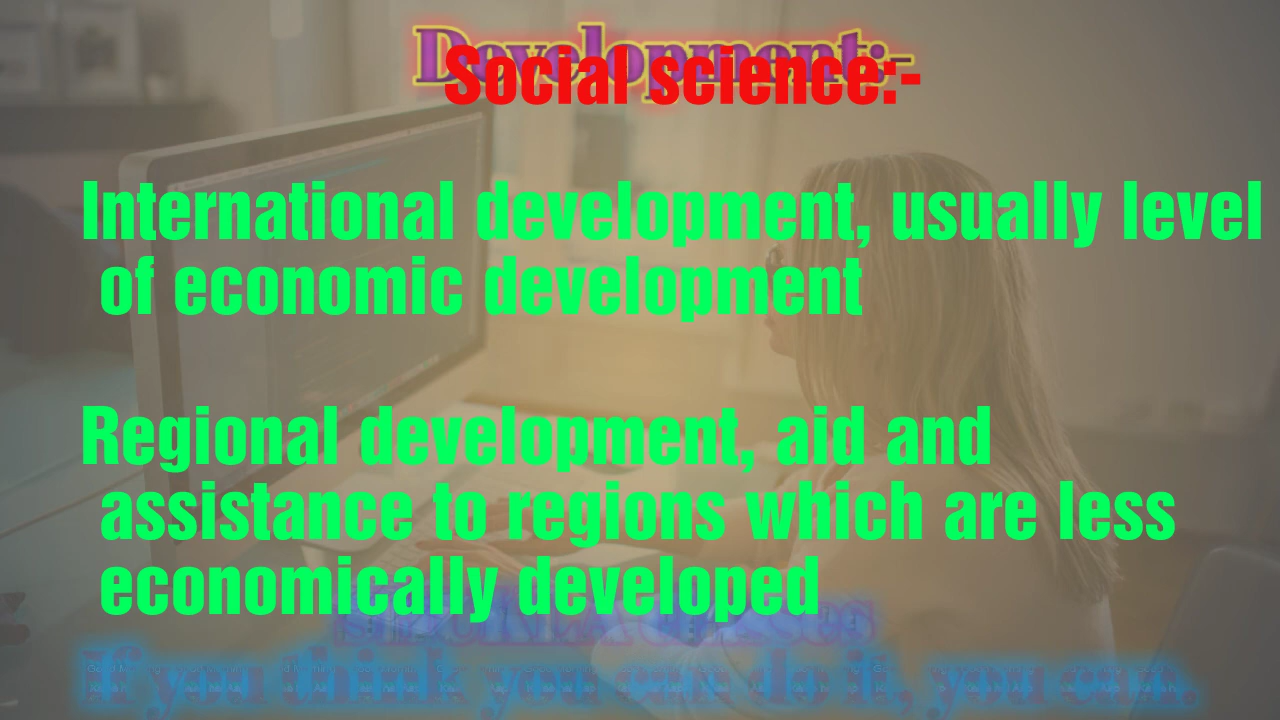 Development:-
Social science:-
International development, usually level
of economic development
Regional development, aid and
assistance to regions which are less
economically developed
If you think you can do it, you can.